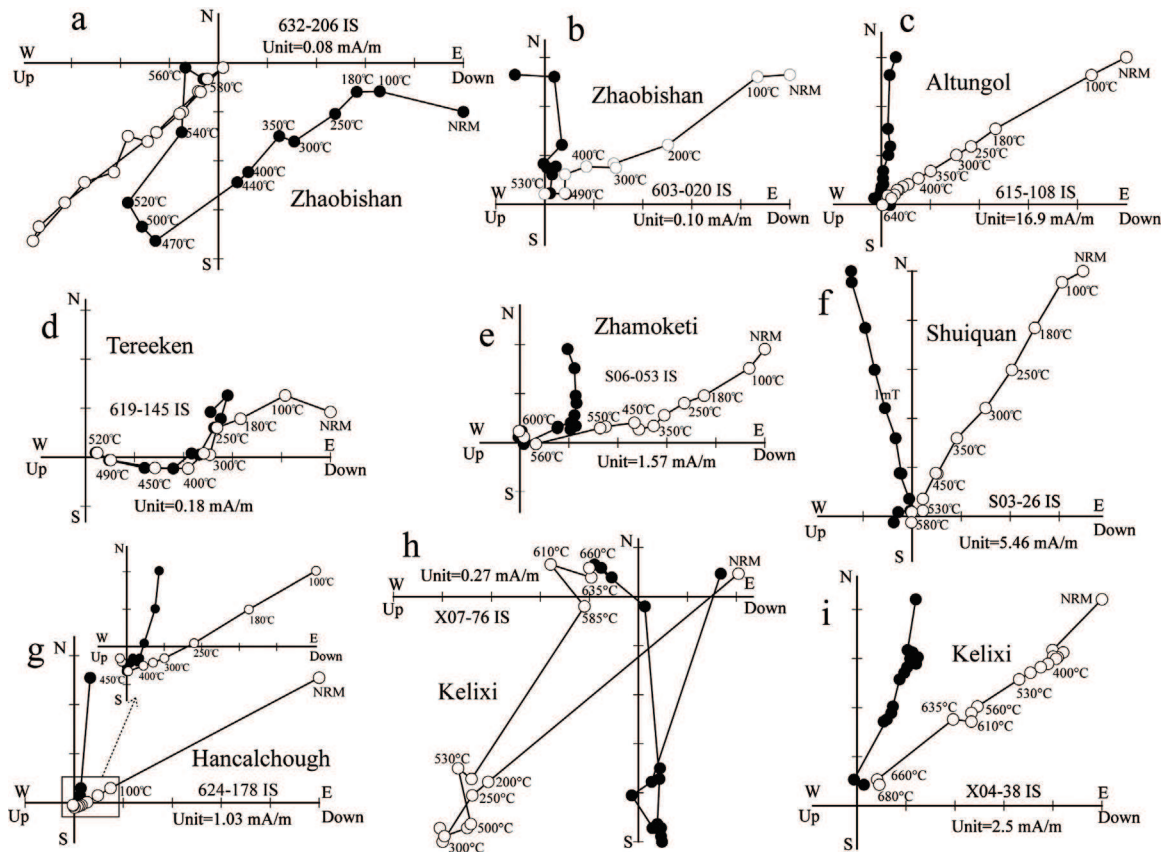 a
N
632-206 IS
Unit=0.08 mA/m
W
Up
E
Down
560℃
580℃
180℃
100℃
NRM
540℃
350℃
250℃
300℃
400℃
440℃
520℃
500℃
470℃
Zhaobishan
S
b
N
Zhaobishan
100℃
NRM
200℃
400℃
300℃
530℃
490℃
603-020 IS
W
Up
E
Down
Unit=0.10 mA/m
S
c
N
Altungol
NRM
100℃
180℃
250℃
300℃
350℃
400℃
615-108 IS
W
Up
E
Down
640℃
Unit=16.9 mA/m
S
d
N
Tereeken
619-145 IS
100℃
NRM
180℃
250℃
W
Up
520℃
E
Down
300℃
490℃
450℃
400℃
Unit=0.18 mA/m
S
e
N
Zhamoketi
NRM
S06-053 IS
100℃
180℃
250℃
450℃
600℃
550℃
350℃
W
Up
E
Down
560℃
Unit=1.57 mA/m
S
f
N
NRM
100℃
Shuiquan
180℃
250℃
1mT
300℃
350℃
450℃
530℃
S03-26 IS
W
Up
E
Down
580℃
Unit=5.46 mA/m
S
g
N
100℃
180℃
W
Up
E
Down
250℃
300℃
400℃
450℃
S
N
NRM
Hancalchough
100℃
624-178 IS
W
Up
E
Down
Unit=1.03 mA/m
S
h
N
610°C
660°C
NRM
W
Up
E
Down
Unit=0.27 mA/m
635°C
585°C
X07-76 IS
Kelixi
530°C
200°C
250°C
500°C
300°C
S
i
N
NRM
Kelixi
400°C
530°C
560°C
635°C
610°C
660°C
W
Up
E
Down
680°C
X04-38 IS
Unit=2.5 mA/m
S